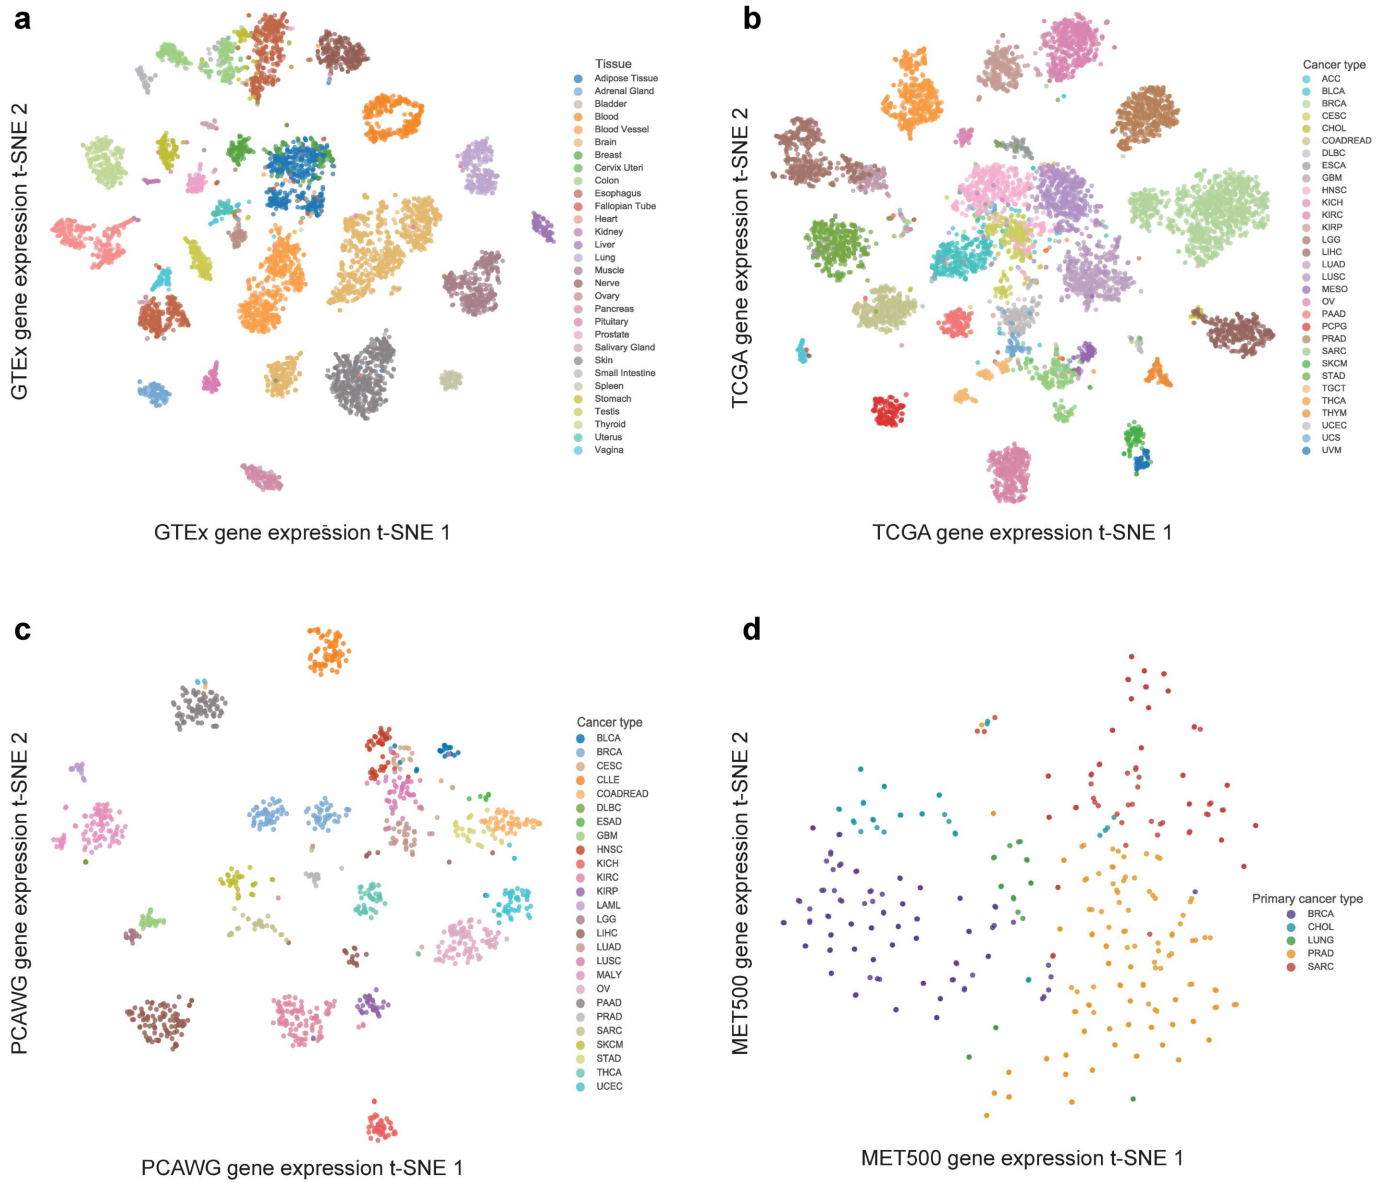 a
GTEx gene expression t-SNE 2
GTEx gene expression t-SNE 1
Tissue
Adipose Tissue
Adrenal Gland
Bladder
Blood
Blood Vessel
Brain
Breast
Cervix Uteri
Colon
Esophagus
Fallopian Tube
Heart
Kidney
Liver
Lung
Muscle
Nerve
Ovary
Pancreas
Pituitary
Prostate
Salivary Gland
Skin
Small Intestine
Spleen
Stomach
Testis
Thyroid
Uterus
Vagina
b
TCGA gene expression t-SNE 2
TCGA gene expression t-SNE 1
Cancer type
ACC
BLCA
BRCA
CESC
CHOL
COADREAD
DLBC
ESCA
GBM
HNSC
KICH
KIRC
KIRP
LGG
LIHC
LUAD
LUSC
MESO
OV
PAAD
PCPG
PRAD
SARC
SKCM
STAD
TGCT
THCA
THYM
UCEC
UCS
UVM
c
PCAWG gene expression t-SNE 2
PCAWG gene expression t-SNE 1
Cancer type
BLCA
BRCA
CESC
CLLE
COADREAD
DLBC
ESAD
GBM
HNSC
KICH
KIRC
KIRP
LAML
LGG
LIHC
LUAD
LUSC
MALY
OV
PAAD
PRAD
SARC
SKCM
STAD
THCA
UCEC
d
MET500 gene expression t-SNE 2
MET500 gene expression t-SNE 1
Primary cancer type
BRCA
CHOL
LUNG
PRAD
SARC